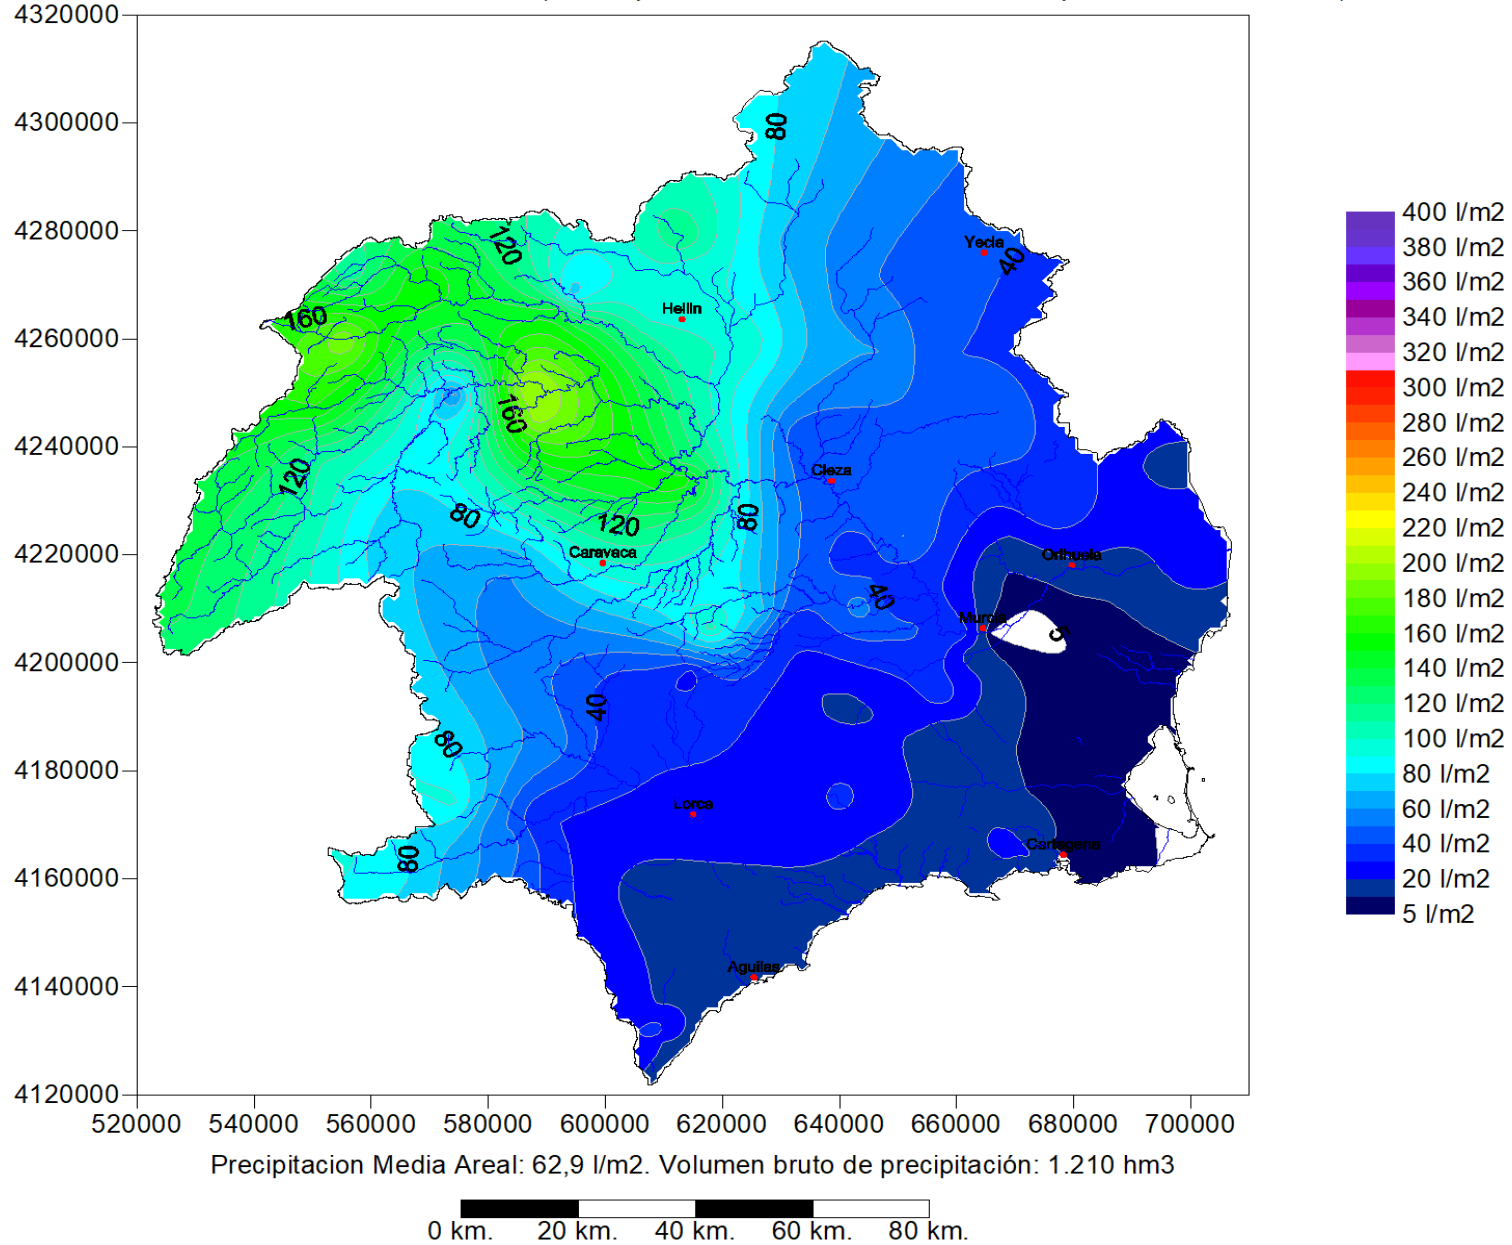 4320000
4300000
4280000
4260000
4240000
4220000
4200000
4180000
4160000
4140000
4120000
520000 540000 560000 580000 600000 620000 640000 660000 680000 700000
80
Yecla
40
120
Hellin
160
160
120
Cieza
80
80
120
Caravaca
Orihuela
40
Murcia
5
40
80
Lorca
Cartagena
80
Aguilas
400 l/m2
380 l/m2
360 l/m2
340 l/m2
320 l/m2
300 l/m2
280 l/m2
260 l/m2
240 l/m2
220 l/m2
200 l/m2
180 l/m2
160 l/m2
140 l/m2
120 l/m2
100 l/m2
80 l/m2
60 l/m2
40 l/m2
20 l/m2
5 l/m2
Precipitacion Media Areal: 62,9 l/m2. Volumen bruto de precipitación: 1.210 hm3
0 km. 20 km. 40 km. 60 km. 80 km.